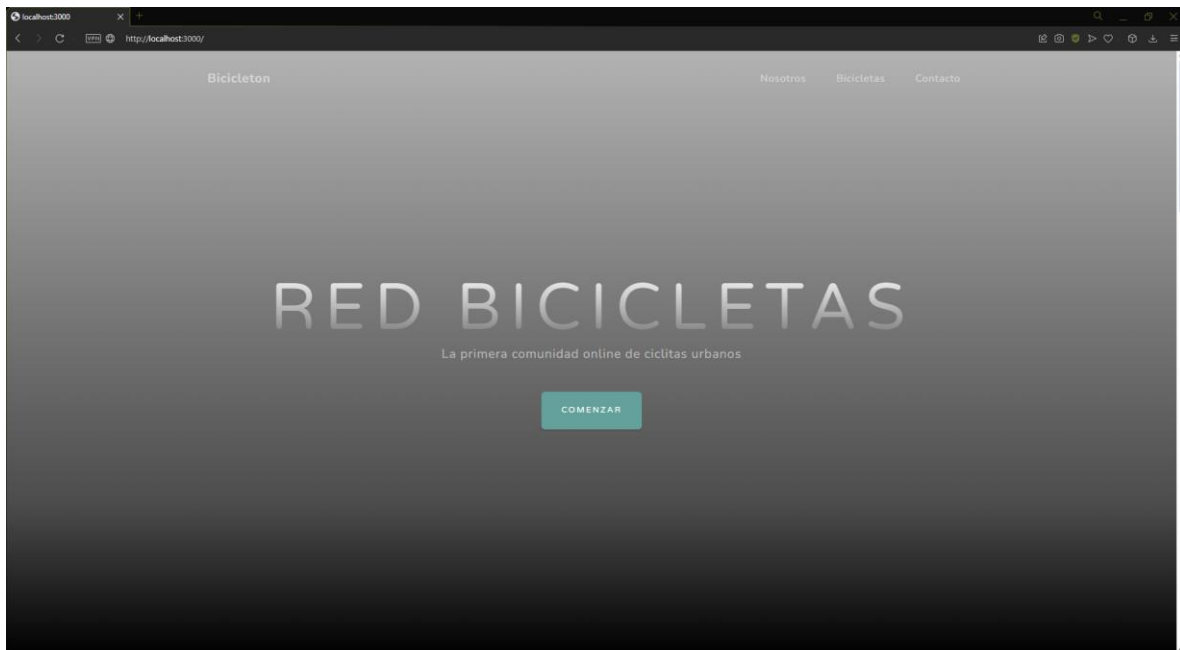 localhost:3000
VPN http://localhost:3000/
Bicicleton Nosotros Bicicletas Contacto
RED BICICLETAS
La primera comunidad online de ciclitas urbanos
COMENZAR